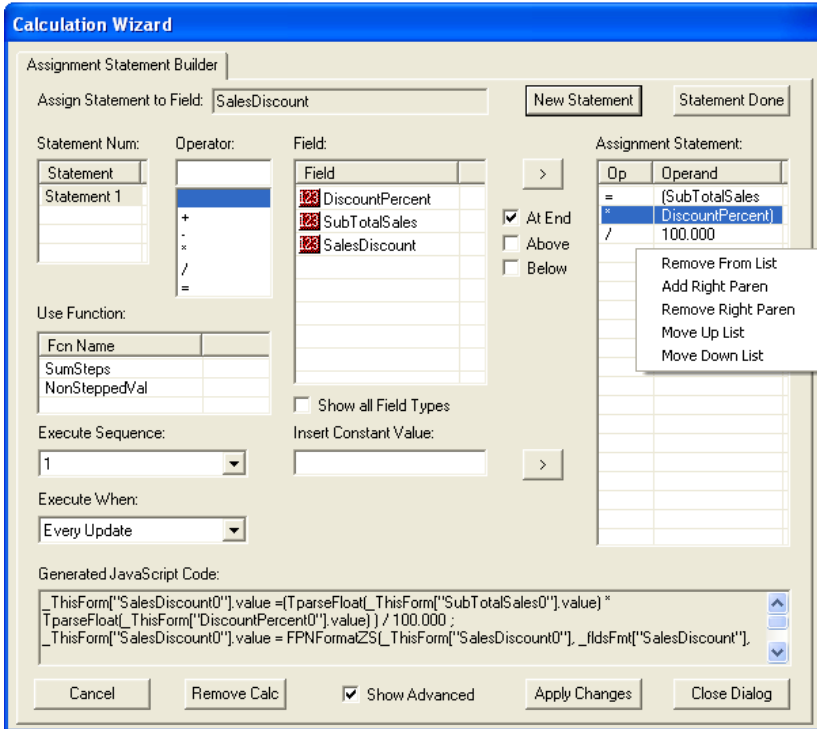 Calculation Wizard
Assignment Statement Builder
Assign Statement to Field: SalesDiscount
New Statement
Statement Done
Statement Num:
Statement
Statement 1
Operator:
+
-
*
/
=
Field:
Field
123 DiscountPercent
123 SubTotalSales
123 SalesDiscount
>
At End
Above
Below
Assignment Statement:
Op Operand
= (SubTotalSales
* DiscountPercent)
/ 100.000
Remove From List
Add Right Paren
Remove Right Paren
Move Up List
Move Down List
Use Function:
Fcn Name
SumSteps
NonSteppedVal
Show all Field Types
Execute Sequence:
1
Insert Constant Value:
>
Execute When:
Every Update
Generated JavaScript Code:
_ThisForm["SalesDiscount0"].value =(TparseFloat(_ThisForm["SubTotalSales0"].value) *
TparseFloat(_ThisForm["DiscountPercent0"].value) ) / 100.000 ;
_ThisForm["SalesDiscount0"].value = FPNFormatZS(_ThisForm["SalesDiscount0"], _fldsFmt["SalesDiscount"],
Cancel
Remove Calc
Show Advanced
Apply Changes
Close Dialog